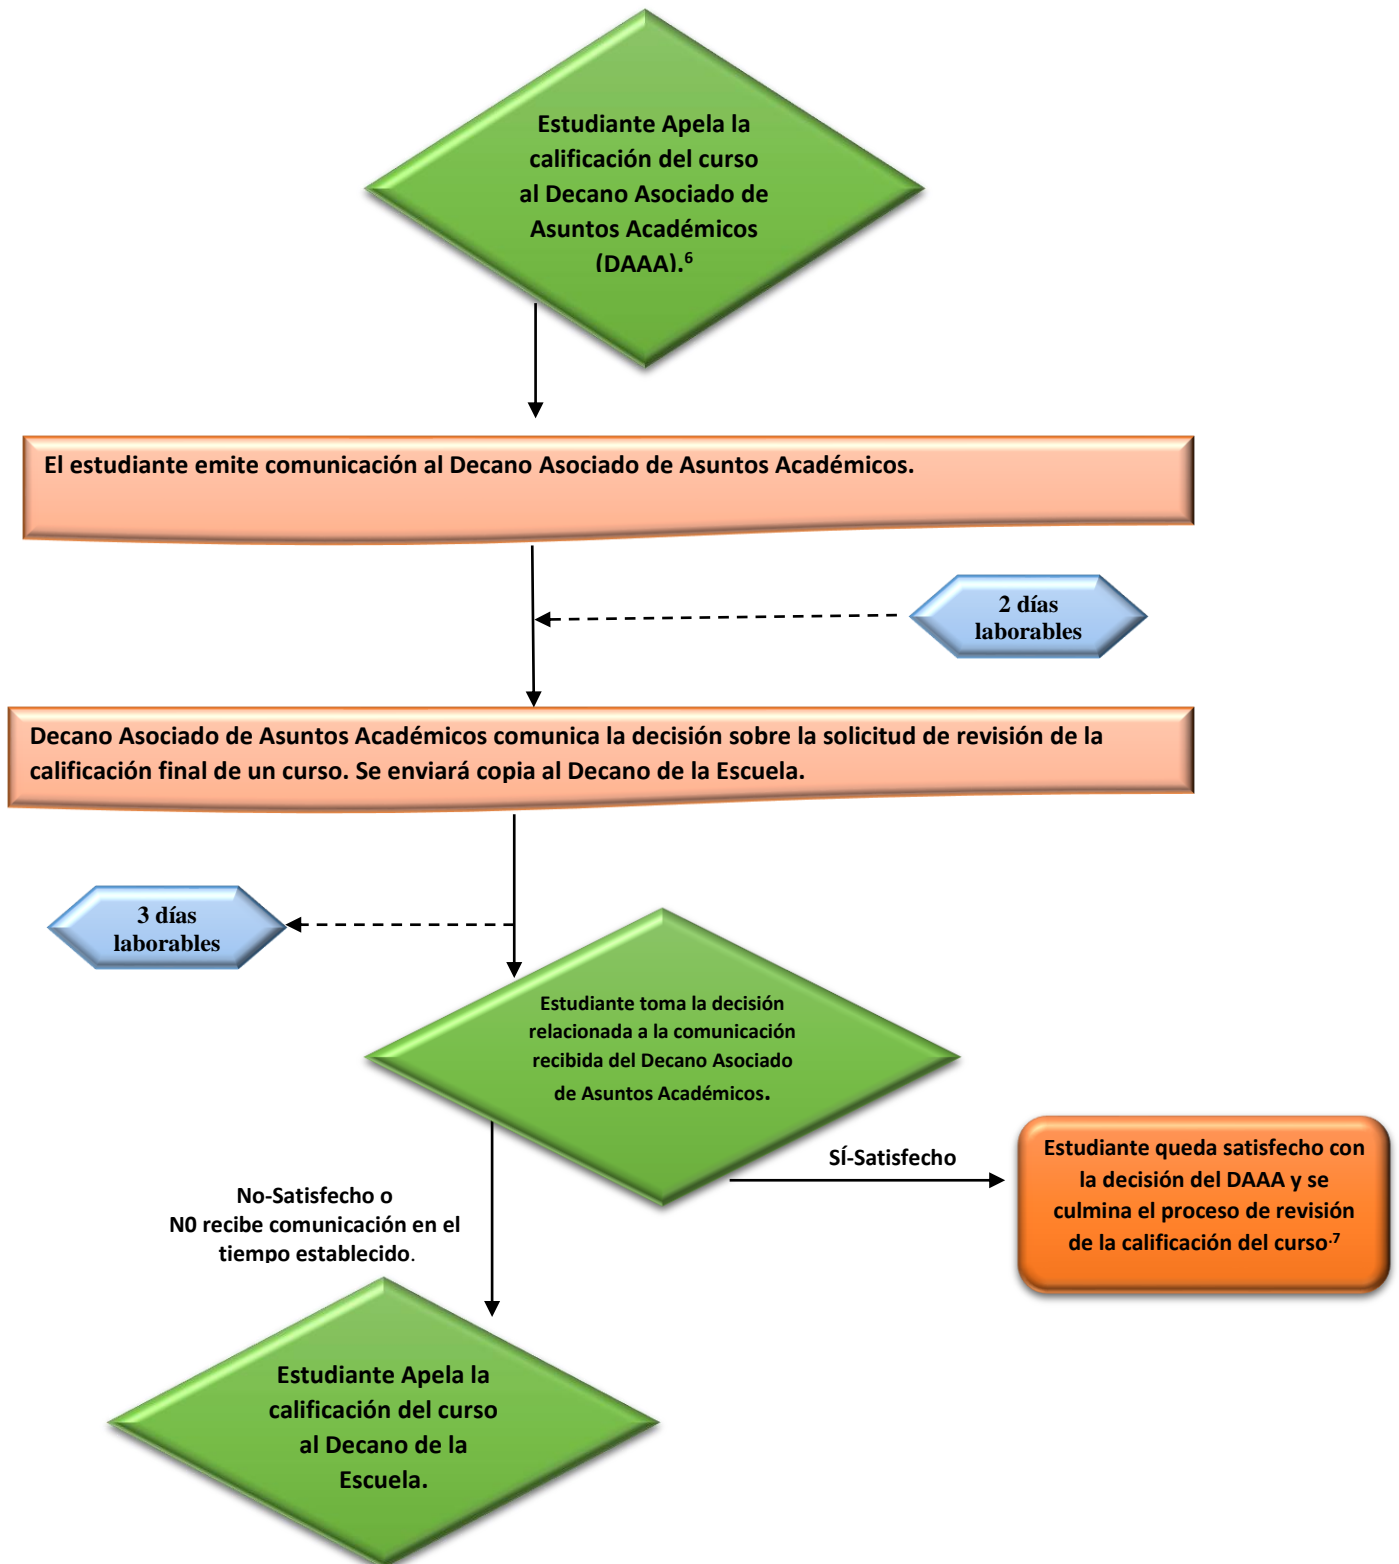 Estudiante Apela la
calificación del curso
al Decano Asociado de
Asuntos Académicos
(DAAA).⁶
El estudiante emite comunicación al Decano Asociado de Asuntos Académicos.
2 días
laborables
Decano Asociado de Asuntos Académicos comunica la decisión sobre la solicitud de revisión de la
calificación final de un curso. Se enviará copia al Decano de la Escuela.
3 días
laborables
Estudiante toma la decisión
relacionada a la comunicación
recibida del Decano Asociado
de Asuntos Académicos.
SÍ-Satisfecho
Estudiante queda satisfecho con
la decisión del DAAA y se
culmina el proceso de revisión
de la calificación del curso.⁷
No-Satisfecho o
N0 recibe comunicación en el
tiempo establecido.
Estudiante Apela la
calificación del curso
al Decano de la
Escuela.